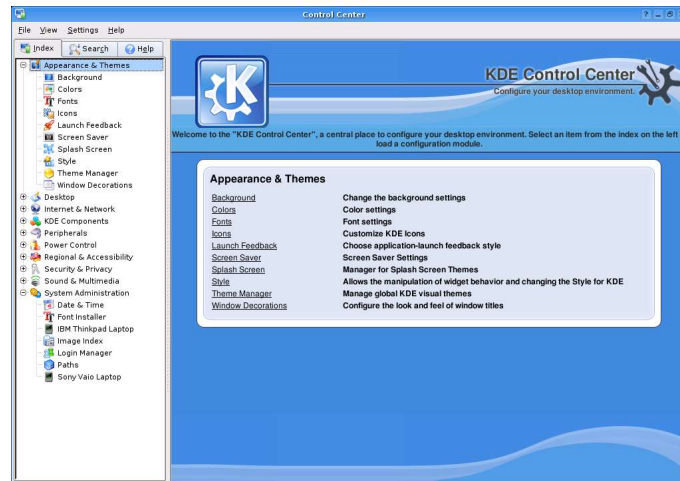 Control Center
File View Settings Help
Index Search Help
Appearance & Themes
Background
Colors
Fonts
Icons
Launch Feedback
Screen Saver
Splash Screen
Style
Theme Manager
Window Decorations
Desktop
Internet & Network
KDE Components
Peripherals
Power Control
Regional & Accessibility
Security & Privacy
Sound & Multimedia
System Administration
Date & Time
Font Installer
IBM Thinkpad Laptop
Image Index
Login Manager
Paths
Sony Vaio Laptop
KDE Control Center
Configure your desktop environment.
Welcome to the "KDE Control Center", a central place to configure your desktop environment. Select an item from the index on the left
load a configuration module.
Appearance & Themes
Background Change the background settings
Colors Color settings
Fonts Font settings
Icons Customize KDE Icons
Launch Feedback Choose application-launch feedback style
Screen Saver Screen Saver Settings
Splash Screen Manager for Splash Screen Themes
Style Allows the manipulation of widget behavior and changing the Style for KDE
Theme Manager Manage global KDE visual themes
Window Decorations Configure the look and feel of window titles